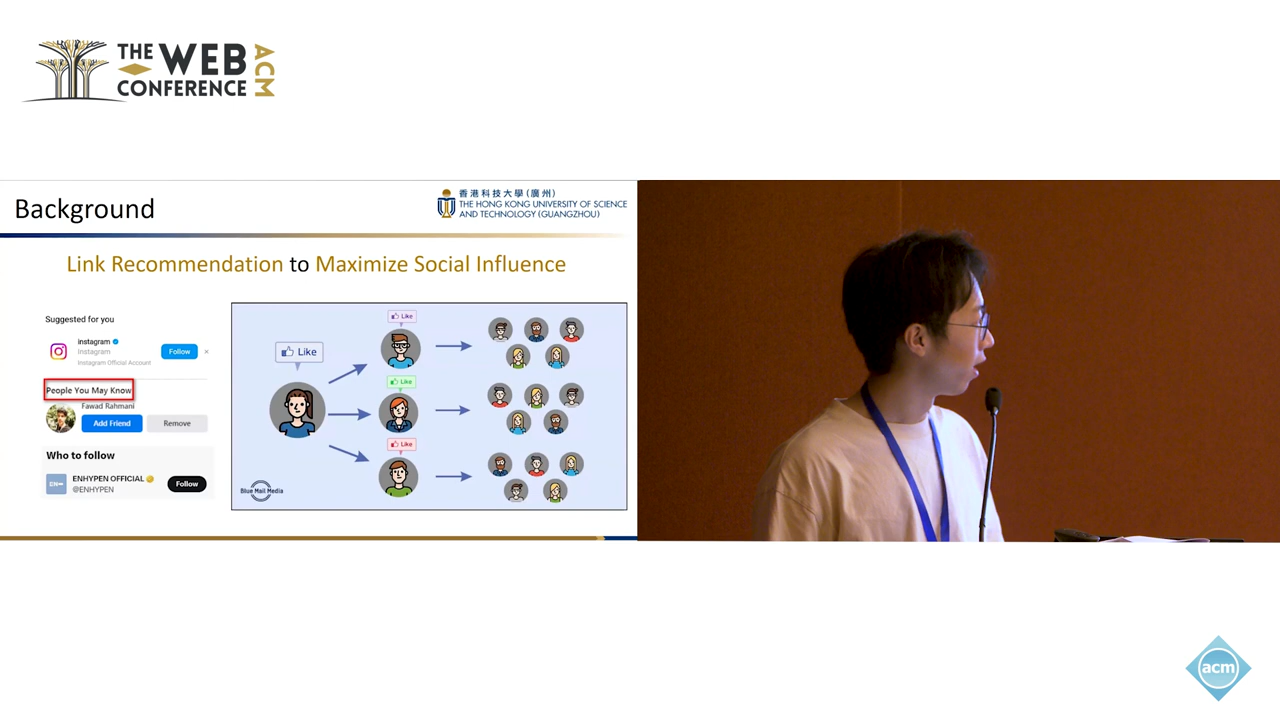 THE WEB
CONFERENCE
ACM
Background
香港科技大學(廣州)
THE HONG KONG UNIVERSITY OF SCIENCE
AND TECHNOLOGY (GUANGZHOU)
Link Recommendation to Maximize Social Influence
Suggested for you
Instagram
Instagram
Instagram Official Account
Follow
×
People You May Know
Fawad Rahmani
Add Friend
Remove
Who to follow
EN-
ENHYPEN OFFICIAL
@ENHYPEN
Follow
Like
Like
Like
Like
Blue Mail Media
acm